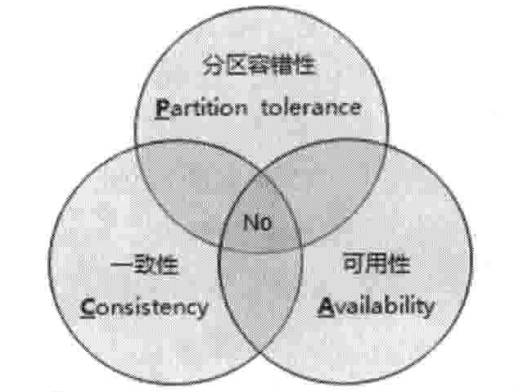 分区容错性
Partition tolerance
No
一致性
Consistency
可用性
Availability